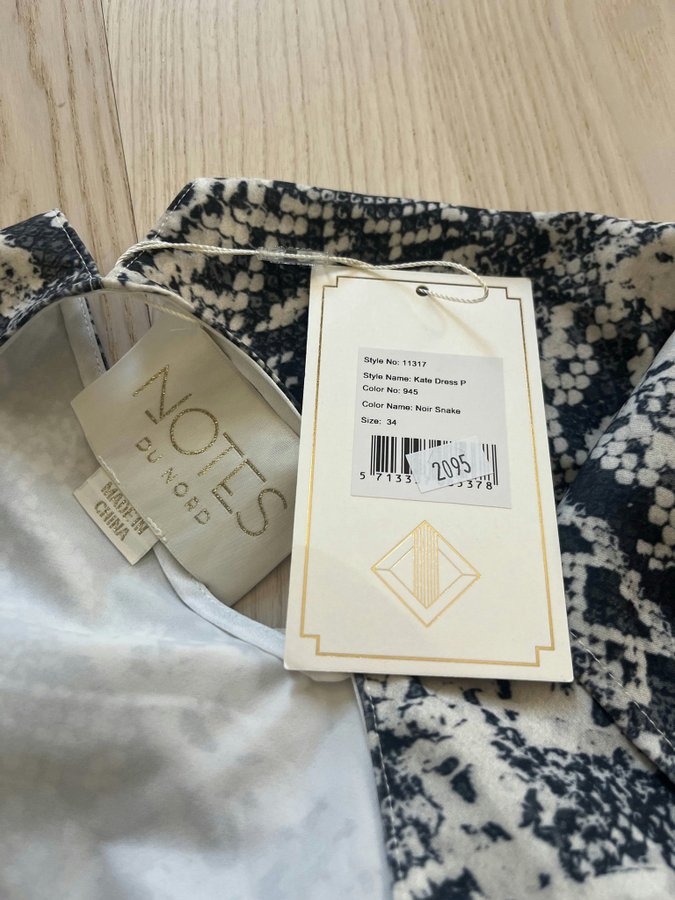 NOTES
DU NORD
MADE IN
CHINA
Style No: 11317
Style Name: Kate Dress P
Color No: 945
Color Name: Noir Snake
Size: 34
2095